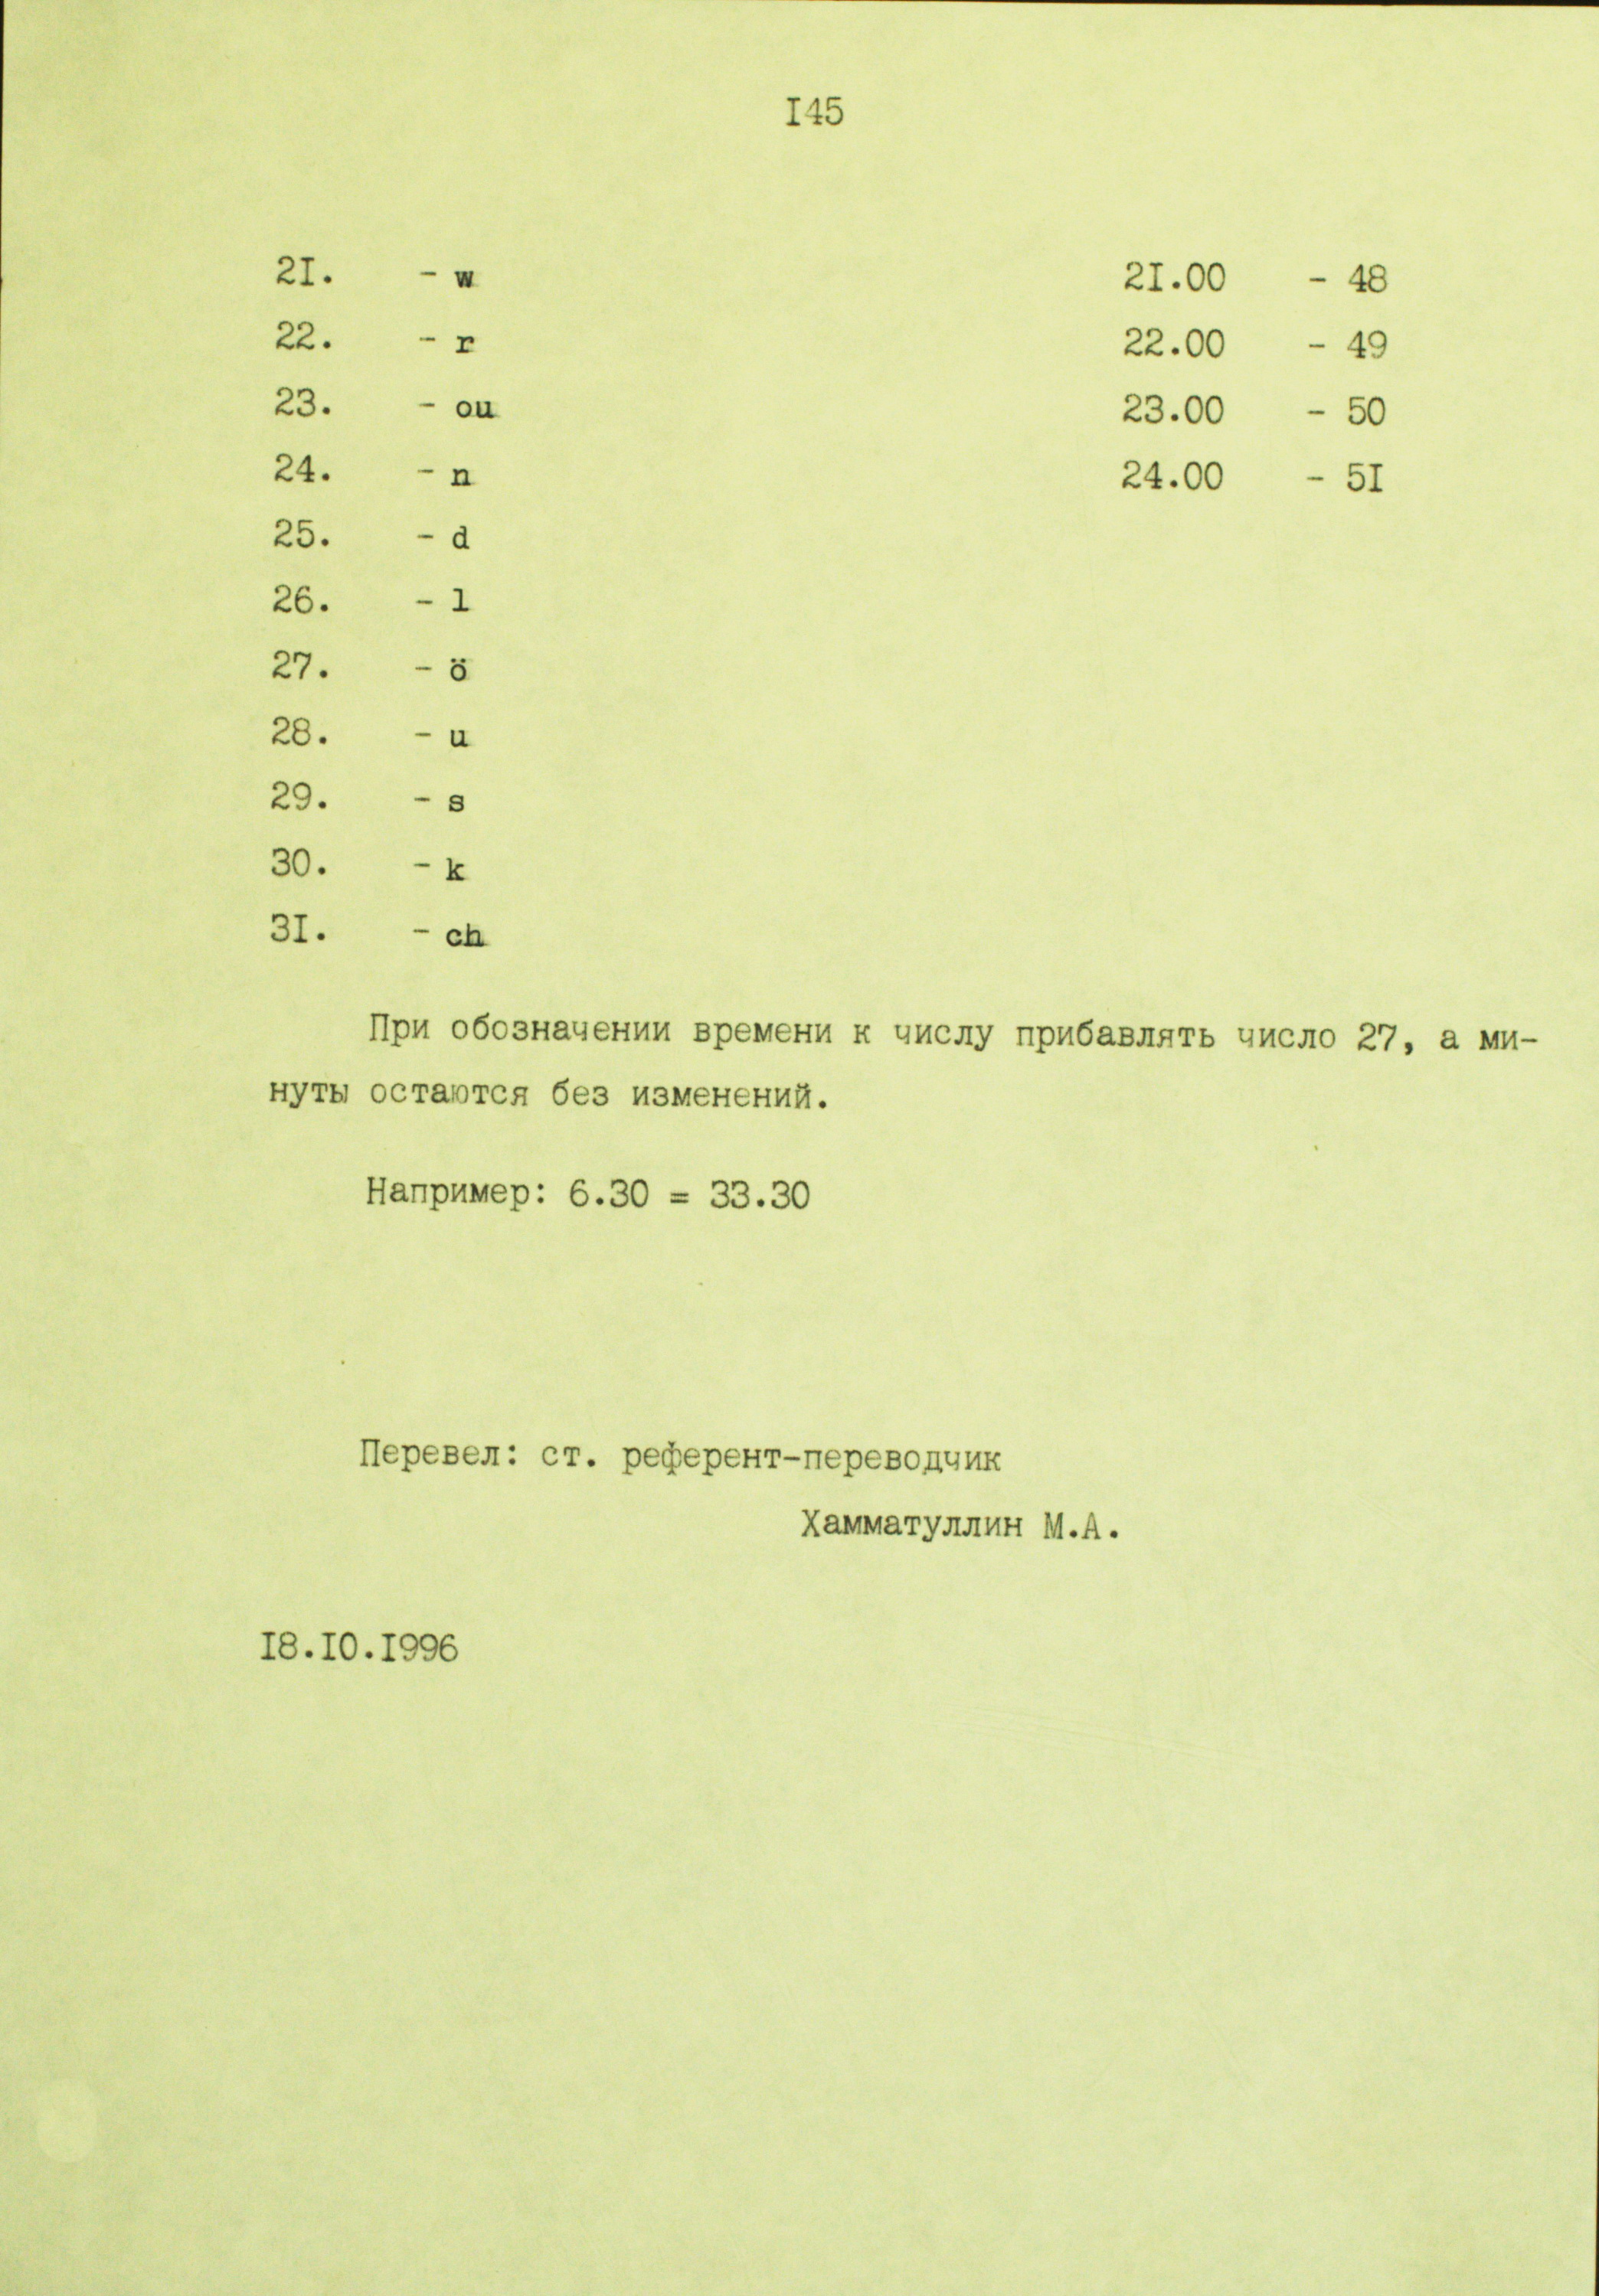 I45
2I. - w 2I.00 - 48
22. - r 22.00 - 49
23. - ou 23.00 - 50
24. - n 24.00 - 5I
25. - d
26. - l
27. - ö
28. - u
29. - s
30. - k
3I. - ch
При обозначении времени к числу прибавлять число 27, а ми-
нуты остаются без изменений.
Например: 6.30 = 33.30
Перевел: ст. референт-переводчик
Хамматуллин М.А.
I8.I0.I996